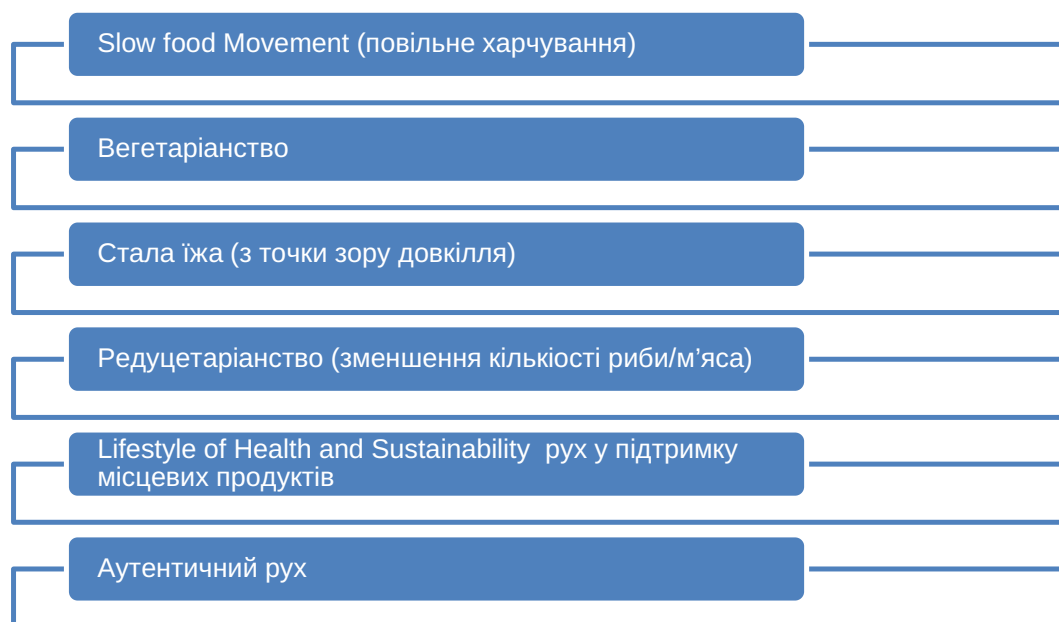 Slow food Movement (повільне харчування)
Вегетаріанство
Стала їжа (з точки зору довкілля)
Редуцетаріанство (зменшення кількіості риби/м’яса)
Lifestyle of Health and Sustainability  рух у підтримку
місцевих продуктів
Аутентичний рух